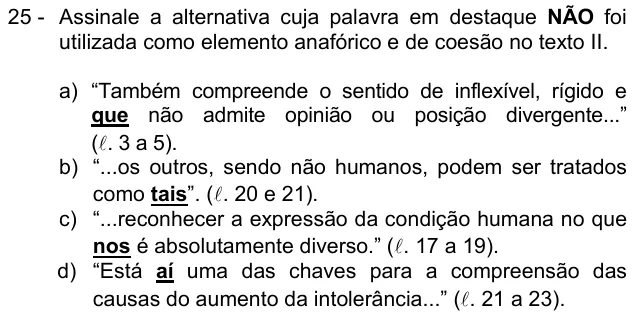 25 - Assinale a alternativa cuja palavra em destaque NÃO foi
utilizada como elemento anafórico e de coesão no texto II.
a) “Também compreende o sentido de inflexível, rígido e
que não admite opinião ou posição divergente...”
(ℓ. 3 a 5).
b) “...os outros, sendo não humanos, podem ser tratados
como tais”. (ℓ. 20 e 21).
c) “...reconhecer a expressão da condição humana no que
nos é absolutamente diverso.” (ℓ. 17 a 19).
d) “Está aí uma das chaves para a compreensão das
causas do aumento da intolerância...” (ℓ. 21 a 23).